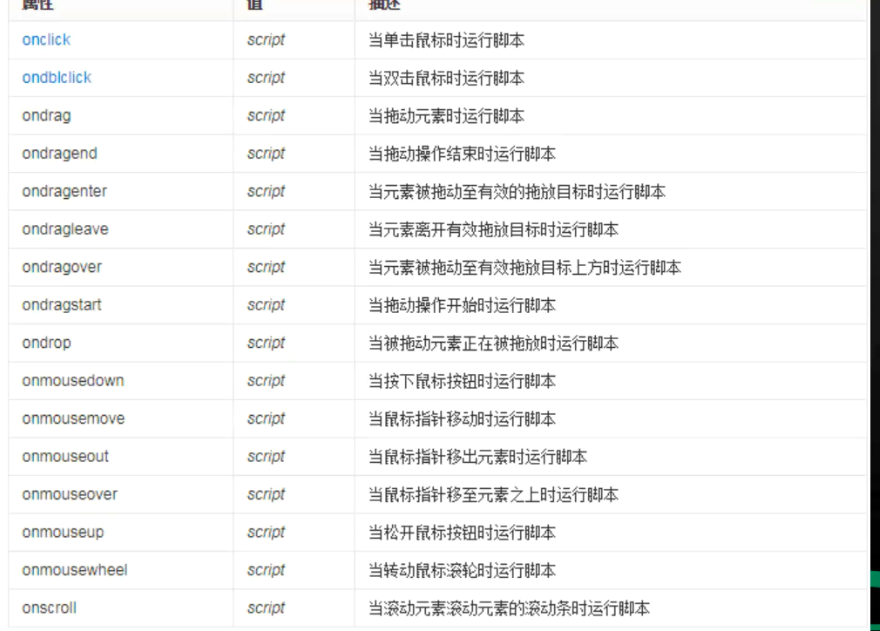 属性 值 描述
onclick script 当单击鼠标时运行脚本
ondblclick script 当双击鼠标时运行脚本
ondrag script 当拖动元素时运行脚本
ondragend script 当拖动操作结束时运行脚本
ondragenter script 当元素被拖动至有效的拖放目标时运行脚本
ondragleave script 当元素离开有效拖放目标时运行脚本
ondragover script 当元素被拖动至有效拖放目标上方时运行脚本
ondragstart script 当拖动操作开始时运行脚本
ondrop script 当被拖动元素正在被拖放时运行脚本
onmousedown script 当按下鼠标按钮时运行脚本
onmousemove script 当鼠标指针移动时运行脚本
onmouseout script 当鼠标指针移出元素时运行脚本
onmouseover script 当鼠标指针移至元素之上时运行脚本
onmouseup script 当松开鼠标按钮时运行脚本
onmousewheel script 当转动鼠标滚轮时运行脚本
onscroll script 当滚动元素滚动元素的滚动条时运行脚本